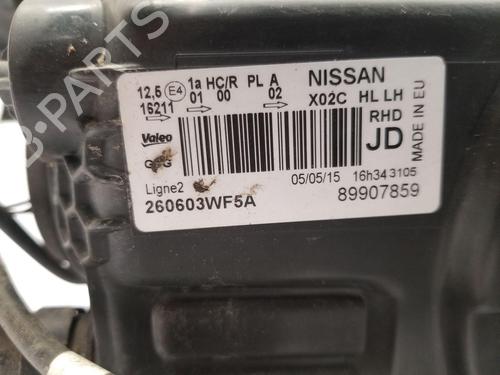 B-PARTS
12,5 E4 1a HC/R PL A NISSAN
16211 01 00 02 X02C HL LH
RHD
Valeo JD
MADE IN EU
Ligne2 05/05/15 16h34 3105
260603WF5A 89907859